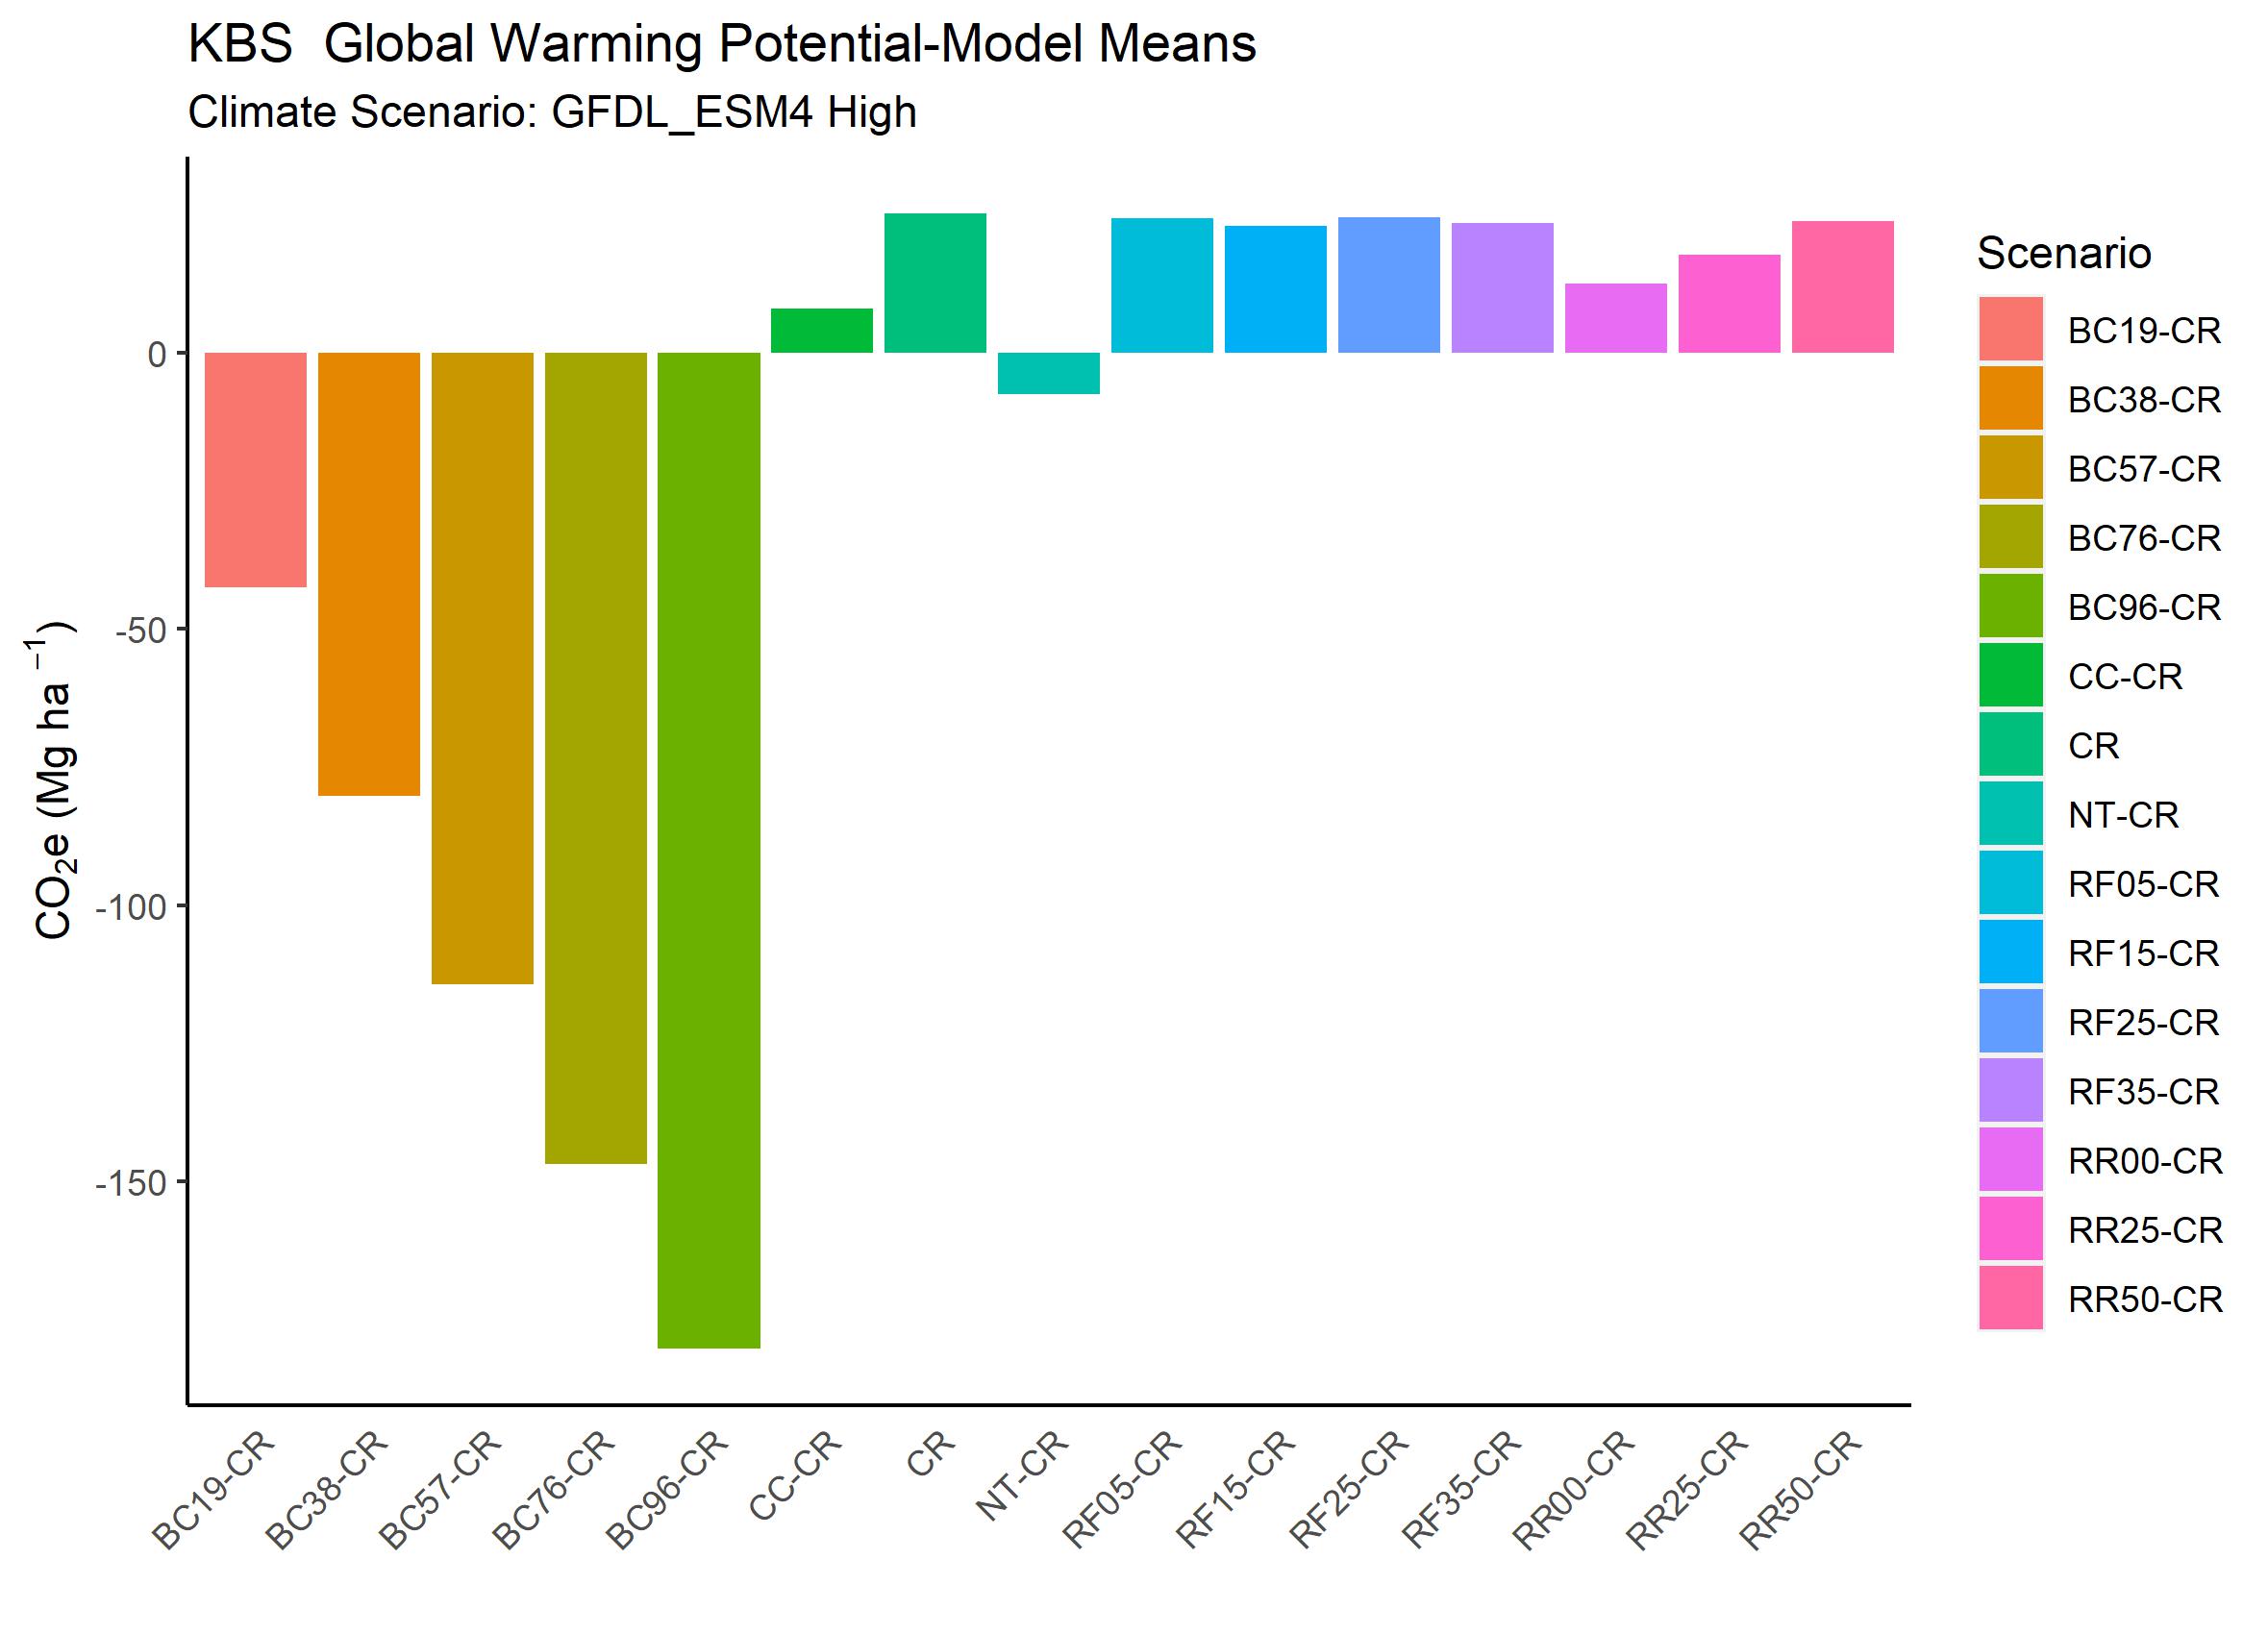 KBS  Global Warming Potential-Model Means
Climate Scenario: GFDL_ESM4 High
CO₂e (Mg ha ⁻¹)
0
-50
-100
-150
BC19-CR
BC38-CR
BC57-CR
BC76-CR
BC96-CR
CC-CR
CR
NT-CR
RF05-CR
RF15-CR
RF25-CR
RF35-CR
RR00-CR
RR25-CR
RR50-CR
Scenario
BC19-CR
BC38-CR
BC57-CR
BC76-CR
BC96-CR
CC-CR
CR
NT-CR
RF05-CR
RF15-CR
RF25-CR
RF35-CR
RR00-CR
RR25-CR
RR50-CR